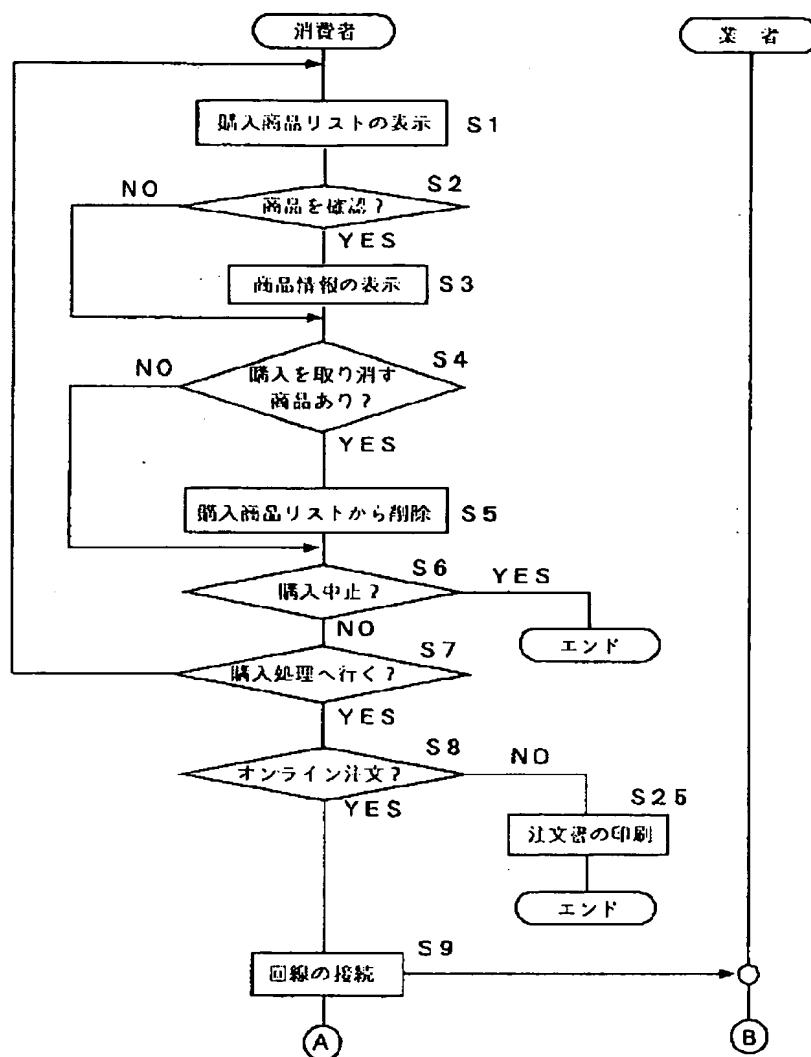 消費者
業 者
購入商品リストの表示 S1
S2
NO
商品を確認?
YES
商品情報の表示 S3
S4
NO
購入を取り消す
商品あり?
YES
購入商品リストから削除 S5
S6
YES
購入中止?
NO
エンド
S7
購入処理へ行く?
YES
S8
NO
オンライン注文?
YES
S25
注文書の印刷
エンド
S9
回線の接続
A
B